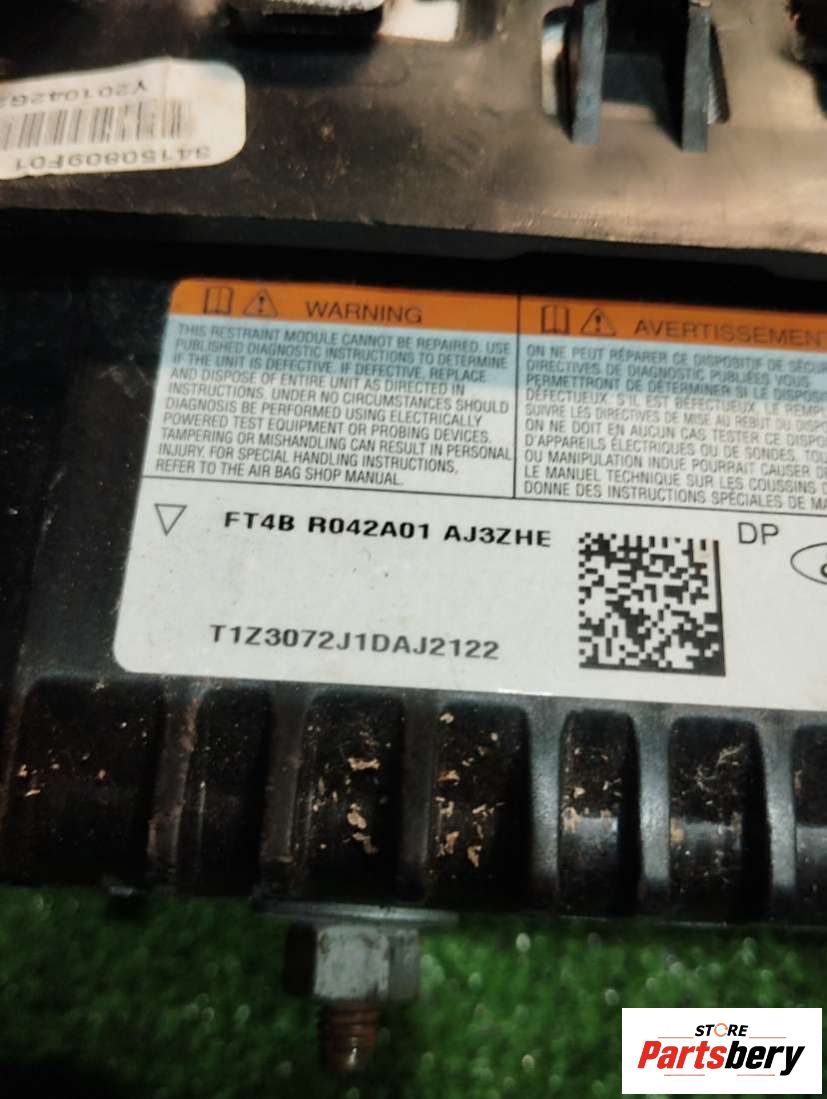 Y201042G
34150809F01
WARNING
THIS RESTRAINT MODULE CANNOT BE REPAIRED. USE
PUBLISHED DIAGNOSTIC INSTRUCTIONS TO DETERMINE
IF THE UNIT IS DEFECTIVE. IF DEFECTIVE, REPLACE
AND DISPOSE OF ENTIRE UNIT AS DIRECTED IN
INSTRUCTIONS. UNDER NO CIRCUMSTANCES SHOULD
DIAGNOSIS BE PERFORMED USING ELECTRICALLY
POWERED TEST EQUIPMENT OR PROBING DEVICES.
TAMPERING OR MISHANDLING CAN RESULT IN PERSONAL
INJURY. FOR SPECIAL HANDLING INSTRUCTIONS,
REFER TO THE AIR BAG SHOP MANUAL.
AVERTISSEMENT
ON NE PEUT RÉPARER CE DISPOSITIF DE
DIRECTIVES DE DIAGNOSTIC PUBLIÉES VOUS
PERMETTRONT DE DÉTERMINER SI LE
DÉFECTUEUX. S'IL EST DÉFECTUEUX, LE
SUIVRE LES DIRECTIVES DE MISE AU REBUT DU
ON NE DOIT EN AUCUN CAS TESTER CE
D'APPAREILS ÉLECTRIQUES OU DE SONDES.
OU MANIPULATION INDUE POURRAIT CAUSER
LE MANUEL TECHNIQUE SUR LES COUSSINS
DONNE DES INSTRUCTIONS SPÉCIALES DE
FT4B R042A01 AJ3ZHE
DP
T1Z3072J1DAJ2122
STORE
Partsbery